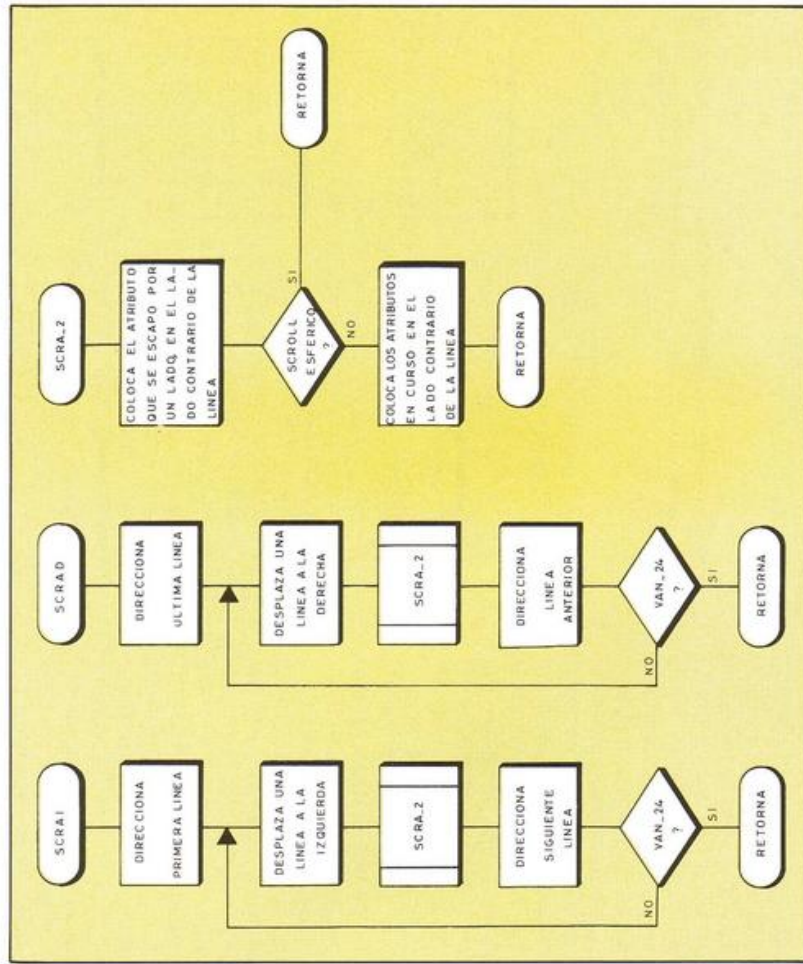 SCRAI
DIRECCIONA
PRIMERA LINEA
DESPLAZA UNA
LINEA A LA
IZQUIERDA
SCRA_2
DIRECCIONA
SIGUIENTE
LINEA
VAN_24
?
NO
SI
RETORNA
SCRAD
DIRECCIONA
ULTIMA LINEA
DESPLAZA UNA
LINEA A LA
DERECHA
SCRA_2
DIRECCIONA
LINEA
ANTERIOR
VAN_24
?
NO
SI
RETORNA
SCRA_2
COLOCA EL ATRIBUTO
QUE SE ESCAPO POR
UN LADO, EN EL LA_
DO CONTRARIO DE LA
LINEA
SCROLL
ESFERICO
?
SI
RETORNA
NO
COLOCA LOS ATRIBUTOS
EN CURSO EN EL
LADO CONTRARIO
DE LA LINEA
RETORNA